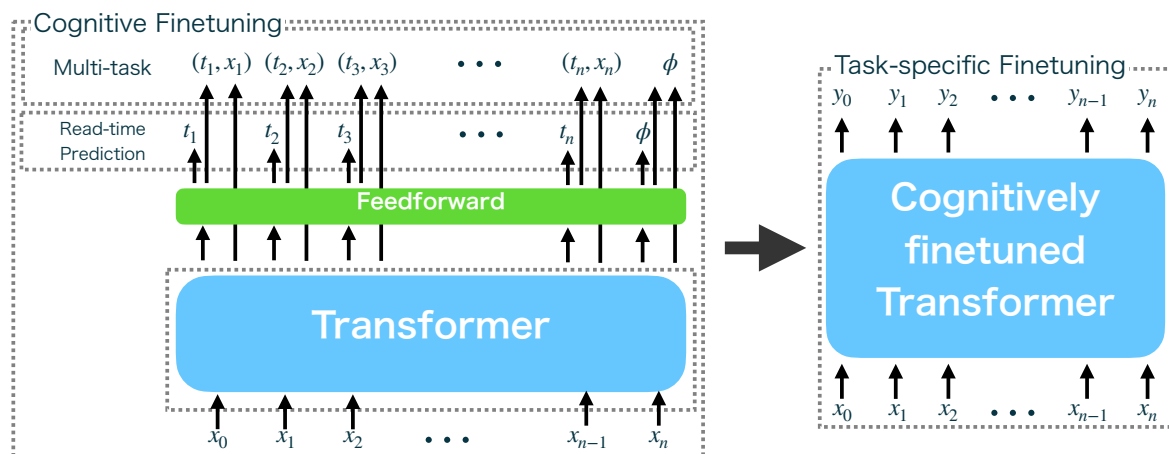 Cognitive Finetuning
Multi-task (t₁, x₁) (t₂, x₂) (t₃, x₃) • • • (tₙ, xₙ) ϕ
Read-time
Prediction
t₁ t₂ t₃ • • • tₙ ϕ
Feedforward
Transformer
x₀ x₁ x₂ • • • xₙ₋₁ xₙ
Task-specific Finetuning
y₀ y₁ y₂ • • • yₙ₋₁ yₙ
Cognitively
finetuned
Transformer
x₀ x₁ x₂ • • • xₙ₋₁ xₙ